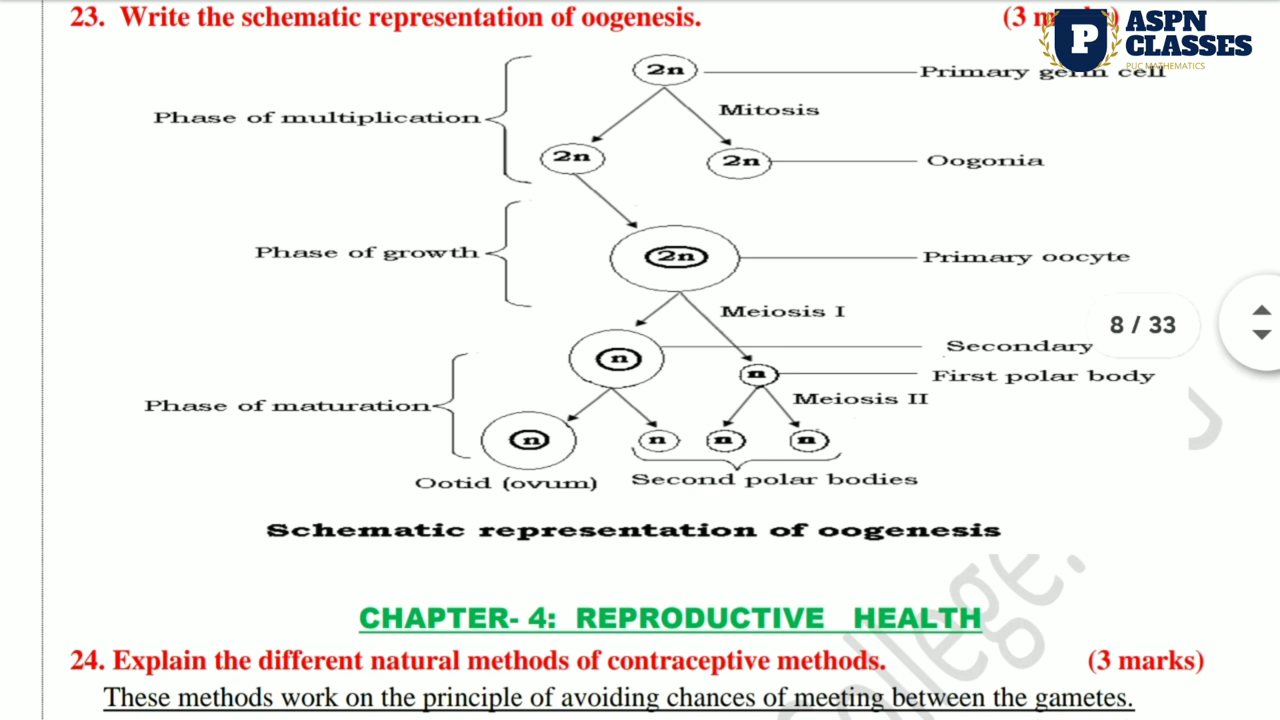 23. Write the schematic representation of oogenesis. (3
ASPN
CLASSES
PUC MATHEMATICS
P
2n
Primary germ cell
Phase of multiplication
Mitosis
2n
2n
Oogonia
Phase of growth
2n
Primary oocyte
Meiosis I
8 / 33
n
Secondary
n
First polar body
Phase of maturation
Meiosis II
n
n
n
n
Ootid (ovum)
Second polar bodies
Schematic representation of oogenesis
CHAPTER- 4: REPRODUCTIVE HEALTH
24. Explain the different natural methods of contraceptive methods. (3 marks)
These methods work on the principle of avoiding chances of meeting between the gametes.